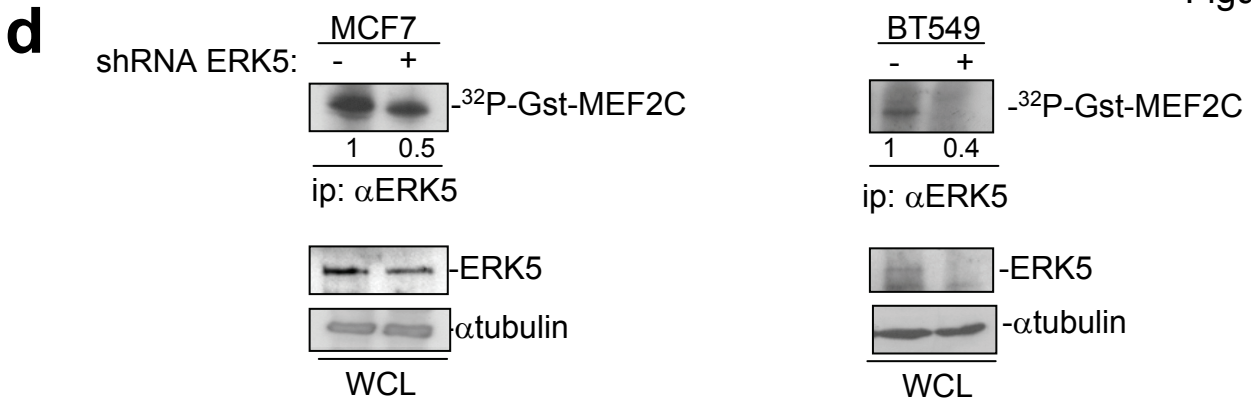 Fig
d
MCF7
shRNA ERK5: - +
-³²P-Gst-MEF2C
1 0.5
ip: αERK5
-ERK5
-αtubulin
WCL
BT549
- +
-³²P-Gst-MEF2C
1 0.4
ip: αERK5
-ERK5
-αtubulin
WCL